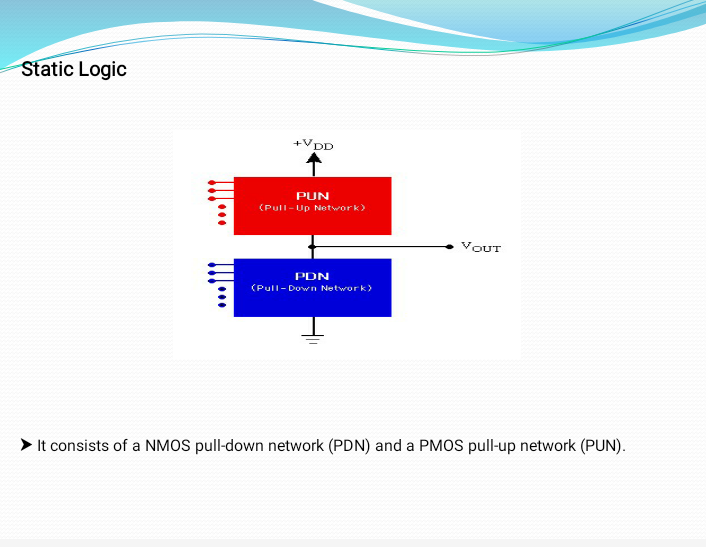 Static Logic
+VDD
PUN
(Pull-Up Network)
VOUT
PDN
(Pull-Down Network)
➤ It consists of a NMOS pull-down network (PDN) and a PMOS pull-up network (PUN).